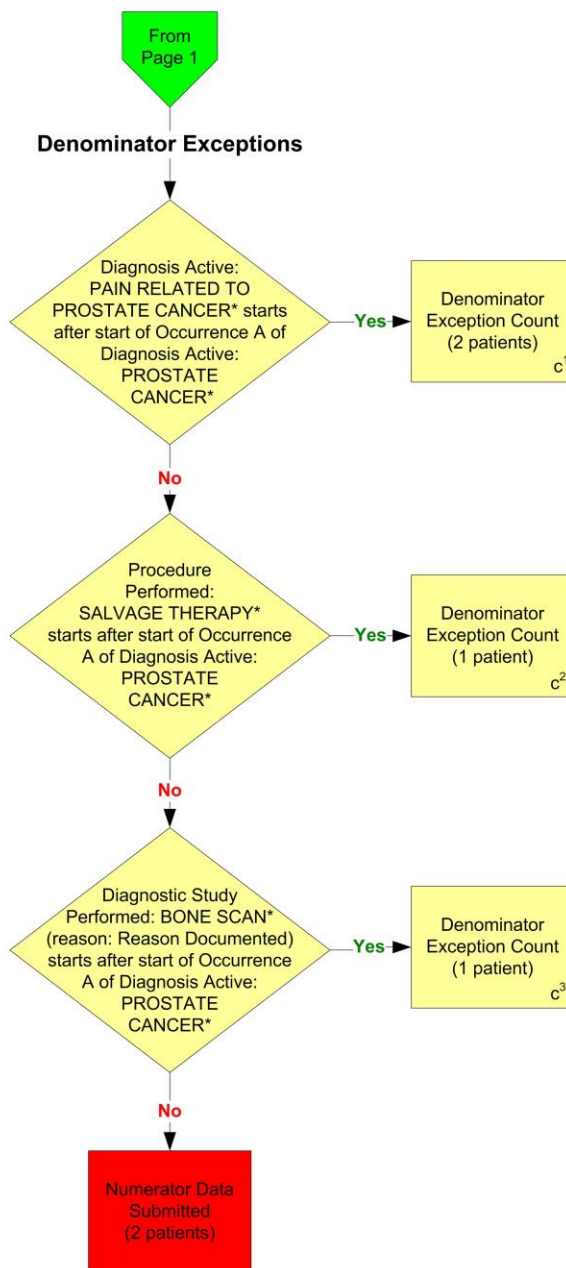 From
Page 1
Denominator Exceptions
Diagnosis Active:
PAIN RELATED TO
PROSTATE CANCER* starts
after start of Occurrence A of
Diagnosis Active:
PROSTATE
CANCER*
Yes
Denominator
Exception Count
(2 patients)
c¹
No
Procedure
Performed:
SALVAGE THERAPY*
starts after start of Occurrence
A of Diagnosis Active:
PROSTATE
CANCER*
Yes
Denominator
Exception Count
(1 patient)
c²
No
Diagnostic Study
Performed: BONE SCAN*
(reason: Reason Documented)
starts after start of Occurrence
A of Diagnosis Active:
PROSTATE
CANCER*
Yes
Denominator
Exception Count
(1 patient)
c³
No
Numerator Data
Submitted
(2 patients)